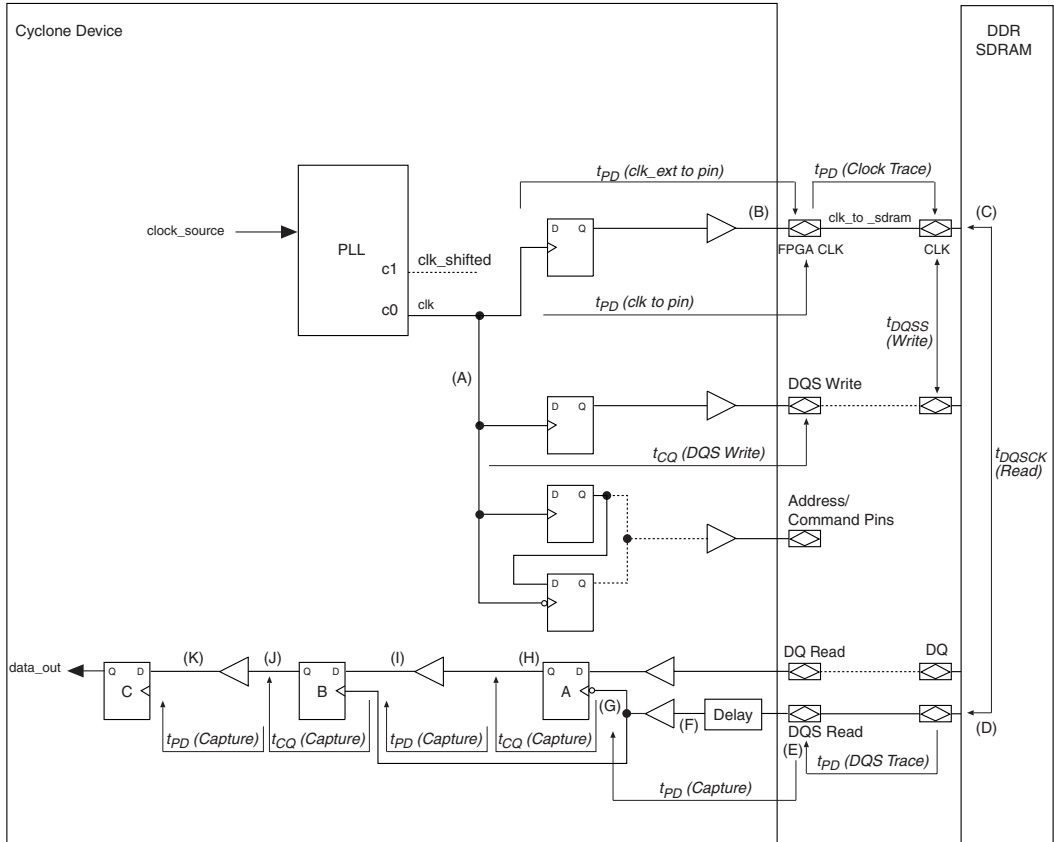 Cyclone Device
DDR
SDRAM
tPD (clk_ext to pin)
tPD (Clock Trace)
(B)
(C)
D Q
clk_to _sdram
clock_source
PLL
FPGA CLK
CLK
c1
clk_shifted
c0
clk
tPD (clk to pin)
tDQSS
(Write)
(A)
DQS Write
D Q
tCQ (DQS Write)
tDQSCK
(Read)
D Q
Address/
Command Pins
D Q
DQ Read
DQ
data_out
(K)
(J)
(I)
(H)
Q D
C
Q D
B
Q D
A
(G)
(F)
Delay
DQS Read
(D)
(E)
tPD (Capture)
tCQ (Capture)
tPD (Capture)
tCQ (Capture)
tPD (DQS Trace)
tPD (Capture)